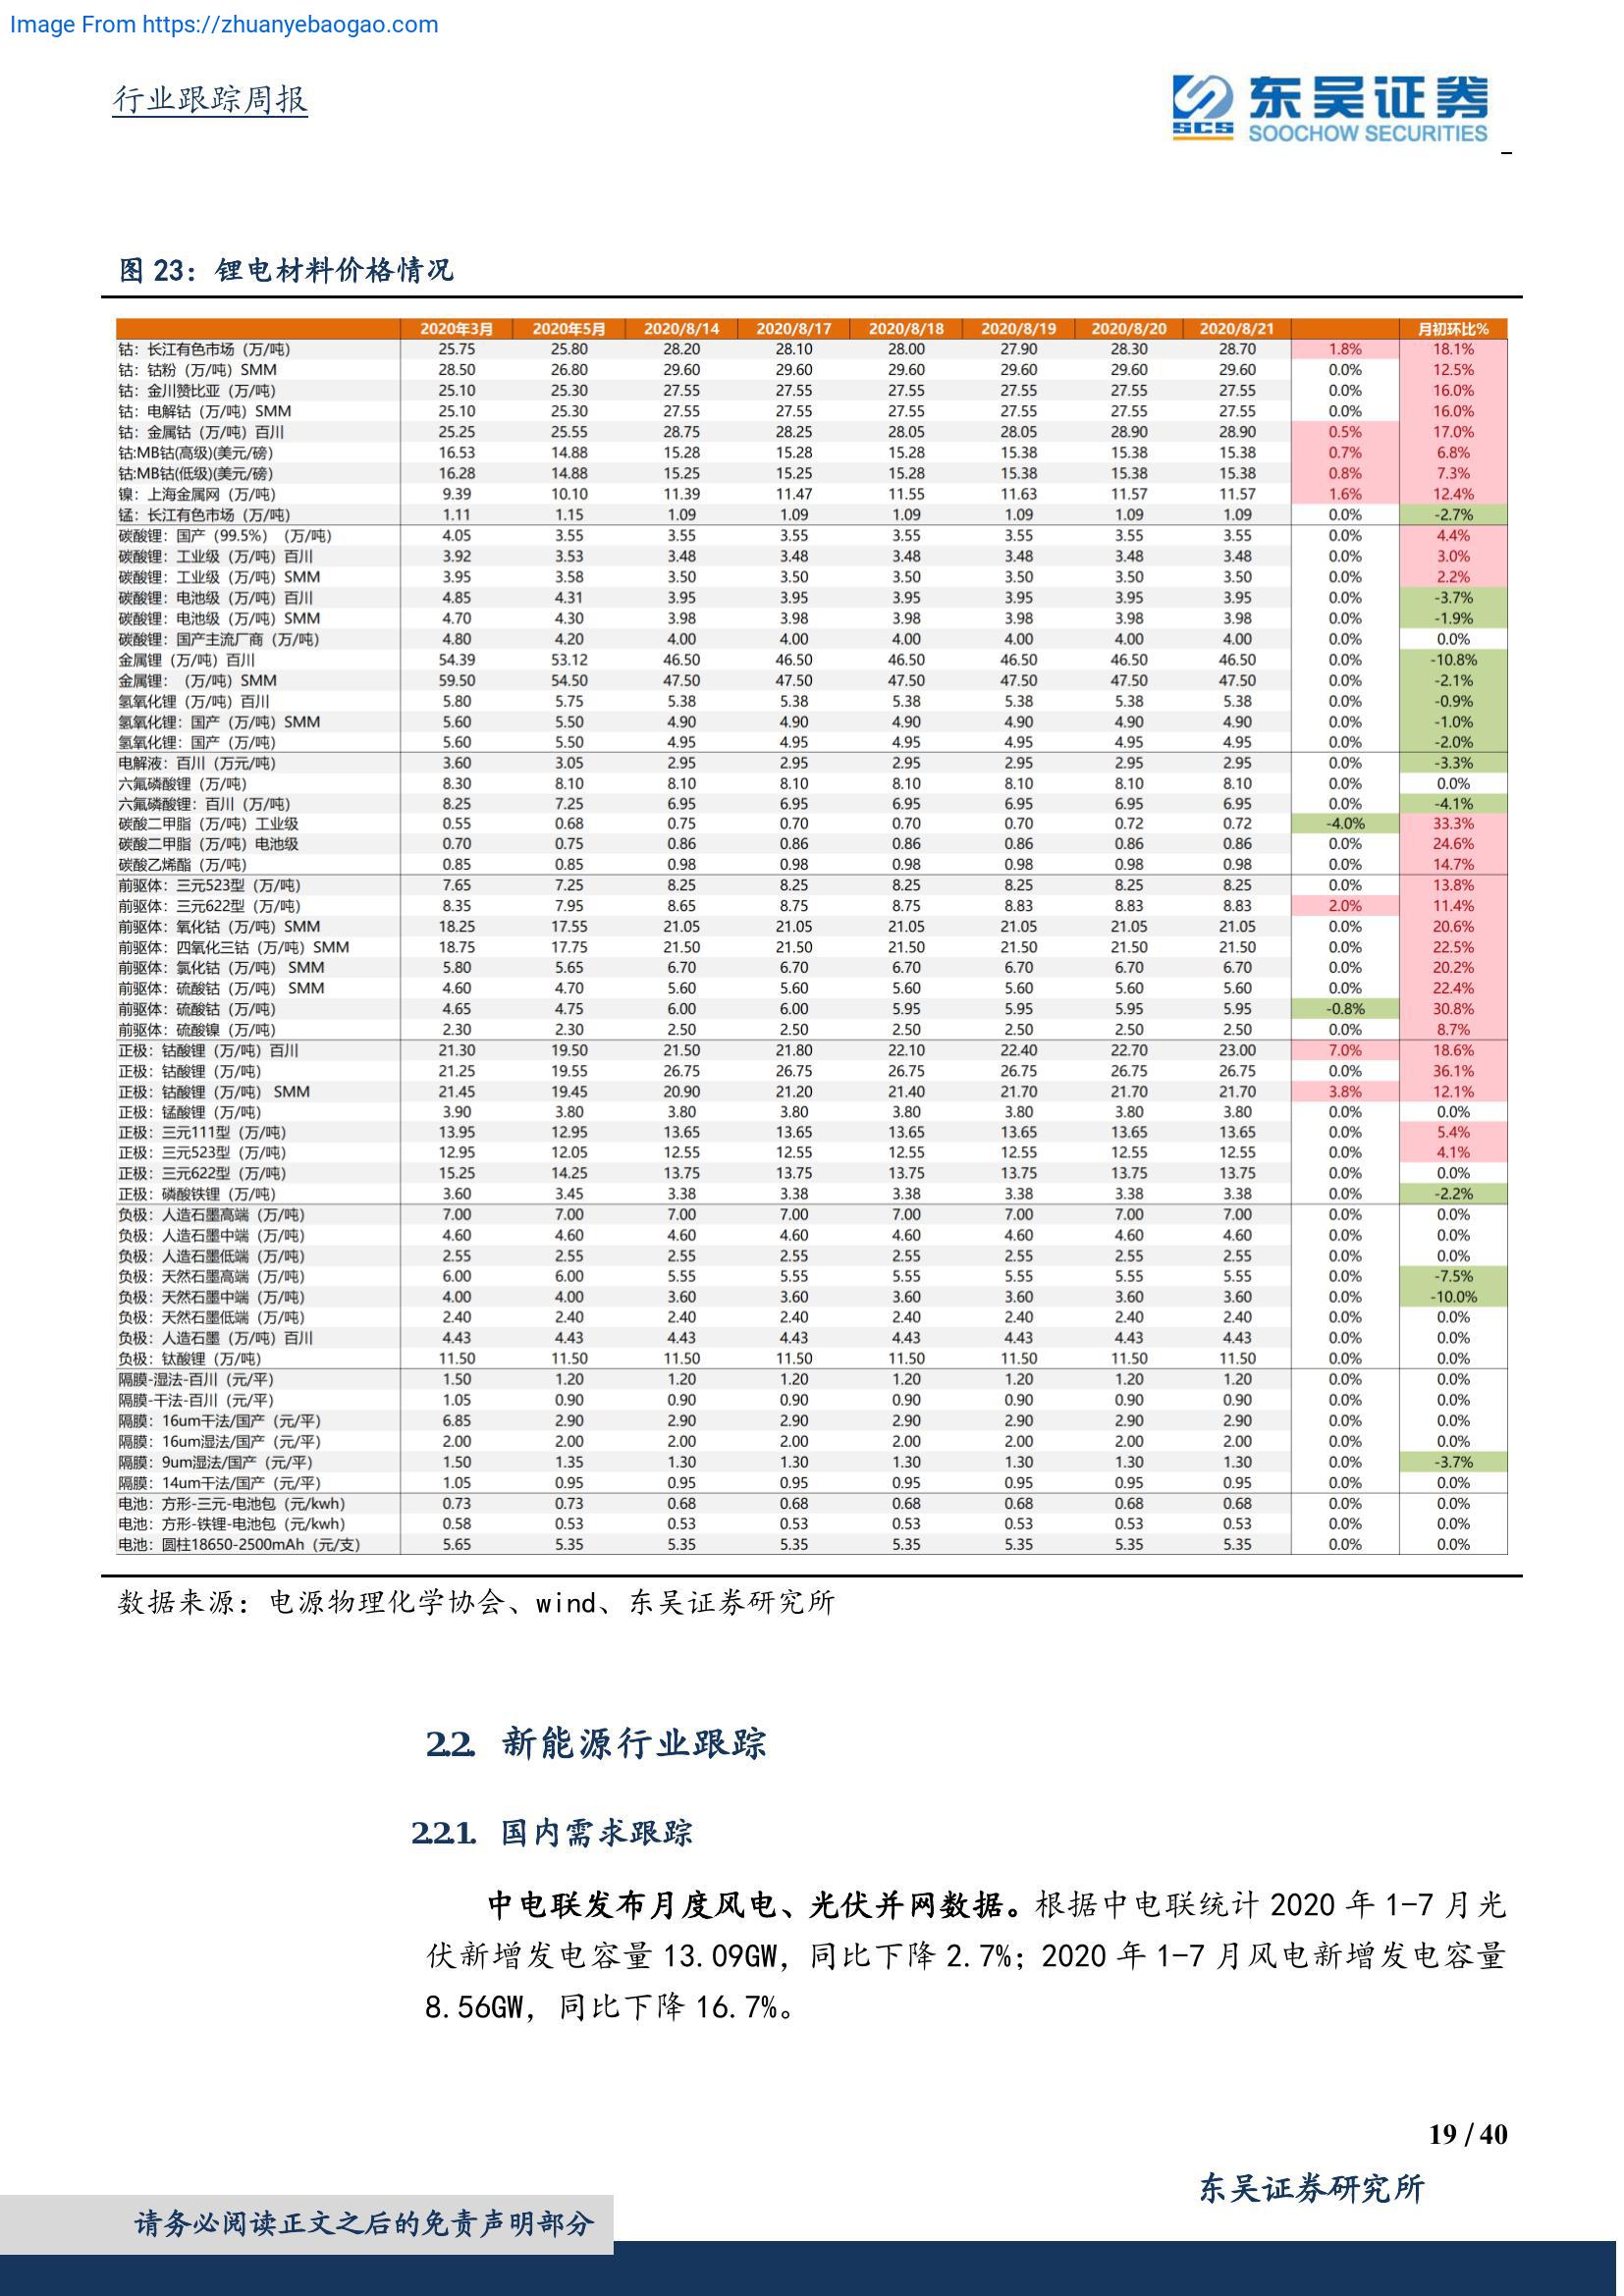 Image From https://zhuanyebaogao.com
行业跟踪周报
东吴证券
SCS SOOCHOW SECURITIES
图 23：锂电材料价格情况
2020年3月 2020年5月 2020/8/14 2020/8/17 2020/8/18 2020/8/19 2020/8/20 2020/8/21 月初环比%
钴：长江有色市场（万/吨） 25.75 25.80 28.20 28.10 28.00 27.90 28.30 28.70 1.8% 18.1%
钴：钴粉（万/吨）SMM 28.50 26.80 29.60 29.60 29.60 29.60 29.60 29.60 0.0% 12.5%
钴：金川赞比亚（万/吨） 25.10 25.30 27.55 27.55 27.55 27.55 27.55 27.55 0.0% 16.0%
钴：电解钴（万/吨）SMM 25.10 25.30 27.55 27.55 27.55 27.55 27.55 27.55 0.0% 16.0%
钴：金属钴（万/吨）百川 25.25 25.55 28.75 28.25 28.05 28.05 28.90 28.90 0.5% 17.0%
钴:MB钴(高级)(美元/磅) 16.53 14.88 15.28 15.28 15.28 15.38 15.38 15.38 0.7% 6.8%
钴:MB钴(低级)(美元/磅) 16.28 14.88 15.25 15.25 15.28 15.38 15.38 15.38 0.8% 7.3%
镍：上海金属网（万/吨） 9.39 10.10 11.39 11.47 11.55 11.63 11.57 11.57 1.6% 12.4%
锰：长江有色市场（万/吨） 1.11 1.15 1.09 1.09 1.09 1.09 1.09 1.09 0.0% -2.7%
碳酸锂：国产（99.5%）（万/吨） 4.05 3.55 3.55 3.55 3.55 3.55 3.55 3.55 0.0% 4.4%
碳酸锂：工业级（万/吨）百川 3.92 3.53 3.48 3.48 3.48 3.48 3.48 3.48 0.0% 3.0%
碳酸锂：工业级（万/吨）SMM 3.95 3.58 3.50 3.50 3.50 3.50 3.50 3.50 0.0% 2.2%
碳酸锂：电池级（万/吨）百川 4.85 4.31 3.95 3.95 3.95 3.95 3.95 3.95 0.0% -3.7%
碳酸锂：电池级（万/吨）SMM 4.70 4.30 3.98 3.98 3.98 3.98 3.98 3.98 0.0% -1.9%
碳酸锂：国产主流厂商（万/吨） 4.80 4.20 4.00 4.00 4.00 4.00 4.00 4.00 0.0% 0.0%
金属锂（万/吨）百川 54.39 53.12 46.50 46.50 46.50 46.50 46.50 46.50 0.0% -10.8%
金属锂：（万/吨）SMM 59.50 54.50 47.50 47.50 47.50 47.50 47.50 47.50 0.0% -2.1%
氢氧化锂（万/吨）百川 5.80 5.75 5.38 5.38 5.38 5.38 5.38 5.38 0.0% -0.9%
氢氧化锂：国产（万/吨）SMM 5.60 5.50 4.90 4.90 4.90 4.90 4.90 4.90 0.0% -1.0%
氢氧化锂：国产（万/吨） 5.60 5.50 4.95 4.95 4.95 4.95 4.95 4.95 0.0% -2.0%
电解液：百川（万元/吨） 3.60 3.05 2.95 2.95 2.95 2.95 2.95 2.95 0.0% -3.3%
六氟磷酸锂（万/吨） 8.30 8.10 8.10 8.10 8.10 8.10 8.10 8.10 0.0% 0.0%
六氟磷酸锂：百川（万/吨） 8.25 7.25 6.95 6.95 6.95 6.95 6.95 6.95 0.0% -4.1%
碳酸二甲脂（万/吨）工业级 0.55 0.68 0.75 0.70 0.70 0.70 0.72 0.72 -4.0% 33.3%
碳酸二甲脂（万/吨）电池级 0.70 0.75 0.86 0.86 0.86 0.86 0.86 0.86 0.0% 24.6%
碳酸乙烯酯（万/吨） 0.85 0.85 0.98 0.98 0.98 0.98 0.98 0.98 0.0% 14.7%
前驱体：三元523型（万/吨） 7.65 7.25 8.25 8.25 8.25 8.25 8.25 8.25 0.0% 13.8%
前驱体：三元622型（万/吨） 8.35 7.95 8.65 8.75 8.75 8.83 8.83 8.83 2.0% 11.4%
前驱体：氧化钴（万/吨）SMM 18.25 17.55 21.05 21.05 21.05 21.05 21.05 21.05 0.0% 20.6%
前驱体：四氧化三钴（万/吨）SMM 18.75 17.75 21.50 21.50 21.50 21.50 21.50 21.50 0.0% 22.5%
前驱体：氯化钴（万/吨） SMM 5.80 5.65 6.70 6.70 6.70 6.70 6.70 6.70 0.0% 20.2%
前驱体：硫酸钴（万/吨） SMM 4.60 4.70 5.60 5.60 5.60 5.60 5.60 5.60 0.0% 22.4%
前驱体：硫酸钴（万/吨） 4.65 4.75 6.00 6.00 5.95 5.95 5.95 5.95 -0.8% 30.8%
前驱体：硫酸镍（万/吨） 2.30 2.30 2.50 2.50 2.50 2.50 2.50 2.50 0.0% 8.7%
正极：钴酸锂（万/吨）百川 21.30 19.50 21.50 21.80 22.10 22.40 22.70 23.00 7.0% 18.6%
正极：钴酸锂（万/吨） 21.25 19.55 26.75 26.75 26.75 26.75 26.75 26.75 0.0% 36.1%
正极：钴酸锂（万/吨） SMM 21.45 19.45 20.90 21.20 21.40 21.70 21.70 21.70 3.8% 12.1%
正极：锰酸锂（万/吨） 3.90 3.80 3.80 3.80 3.80 3.80 3.80 3.80 0.0% 0.0%
正极：三元111型（万/吨） 13.95 12.95 13.65 13.65 13.65 13.65 13.65 13.65 0.0% 5.4%
正极：三元523型（万/吨） 12.95 12.05 12.55 12.55 12.55 12.55 12.55 12.55 0.0% 4.1%
正极：三元622型（万/吨） 15.25 14.25 13.75 13.75 13.75 13.75 13.75 13.75 0.0% 0.0%
正极：磷酸铁锂（万/吨） 3.60 3.45 3.38 3.38 3.38 3.38 3.38 3.38 0.0% -2.2%
负极：人造石墨高端（万/吨） 7.00 7.00 7.00 7.00 7.00 7.00 7.00 7.00 0.0% 0.0%
负极：人造石墨中端（万/吨） 4.60 4.60 4.60 4.60 4.60 4.60 4.60 4.60 0.0% 0.0%
负极：人造石墨低端（万/吨） 2.55 2.55 2.55 2.55 2.55 2.55 2.55 2.55 0.0% 0.0%
负极：天然石墨高端（万/吨） 6.00 6.00 5.55 5.55 5.55 5.55 5.55 5.55 0.0% -7.5%
负极：天然石墨中端（万/吨） 4.00 4.00 3.60 3.60 3.60 3.60 3.60 3.60 0.0% -10.0%
负极：天然石墨低端（万/吨） 2.40 2.40 2.40 2.40 2.40 2.40 2.40 2.40 0.0% 0.0%
负极：人造石墨（万/吨）百川 4.43 4.43 4.43 4.43 4.43 4.43 4.43 4.43 0.0% 0.0%
负极：钛酸锂（万/吨） 11.50 11.50 11.50 11.50 11.50 11.50 11.50 11.50 0.0% 0.0%
隔膜-湿法-百川（元/平） 1.50 1.20 1.20 1.20 1.20 1.20 1.20 1.20 0.0% 0.0%
隔膜-干法-百川（元/平） 1.05 0.90 0.90 0.90 0.90 0.90 0.90 0.90 0.0% 0.0%
隔膜：16um干法/国产（元/平） 6.85 2.90 2.90 2.90 2.90 2.90 2.90 2.90 0.0% 0.0%
隔膜：16um湿法/国产（元/平） 2.00 2.00 2.00 2.00 2.00 2.00 2.00 2.00 0.0% 0.0%
隔膜：9um湿法/国产（元/平） 1.50 1.35 1.30 1.30 1.30 1.30 1.30 1.30 0.0% -3.7%
隔膜：14um干法/国产（元/平） 1.05 0.95 0.95 0.95 0.95 0.95 0.95 0.95 0.0% 0.0%
电池：方形-三元-电池包（元/kwh） 0.73 0.73 0.68 0.68 0.68 0.68 0.68 0.68 0.0% 0.0%
电池：方形-铁锂-电池包（元/kwh） 0.58 0.53 0.53 0.53 0.53 0.53 0.53 0.53 0.0% 0.0%
电池：圆柱18650-2500mAh（元/支） 5.65 5.35 5.35 5.35 5.35 5.35 5.35 5.35 0.0% 0.0%
数据来源：电源物理化学协会、wind、东吴证券研究所
2.2. 新能源行业跟踪
2.2.1. 国内需求跟踪
中电联发布月度风电、光伏并网数据。根据中电联统计 2020 年 1-7 月光
伏新增发电容量 13.09GW，同比下降 2.7%；2020 年 1-7 月风电新增发电容量
8.56GW，同比下降 16.7%。
19 / 40
东吴证券研究所
请务必阅读正文之后的免责声明部分